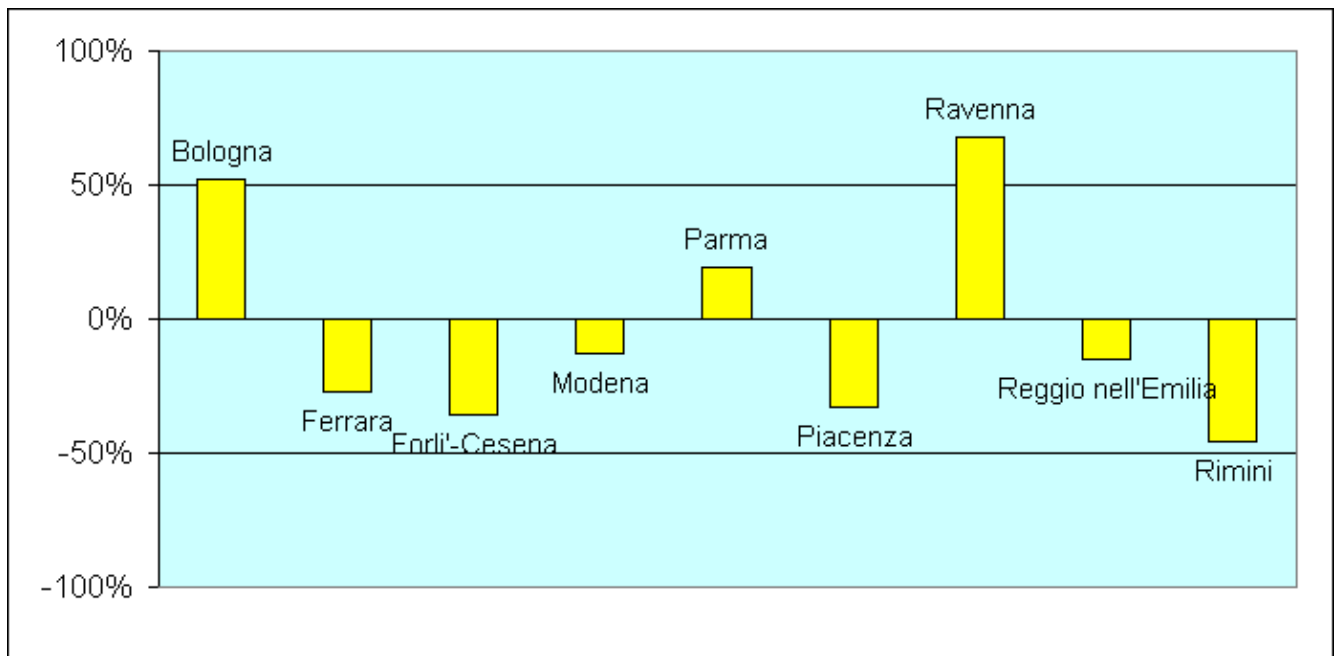 100%
50%
0%
-50%
-100%
Bologna
Ferrara
Forli'-Cesena
Modena
Parma
Piacenza
Ravenna
Reggio nell'Emilia
Rimini